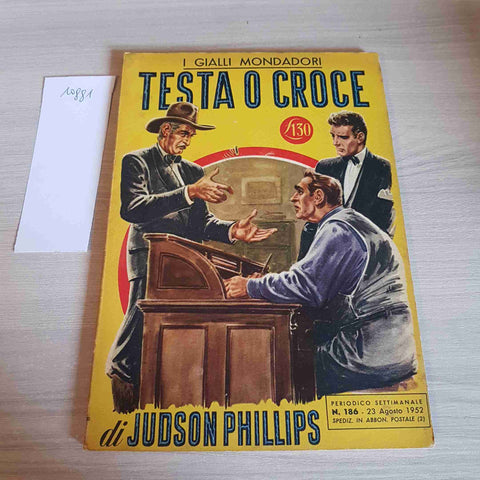 10991
I GIALLI MONDADORI
TESTA O CROCE
£130
PERIODICO SETTIMANALE
N. 186 - 23 Agosto 1952
SPEDIZ. IN ABBON. POSTALE (2)
di JUDSON PHILLIPS